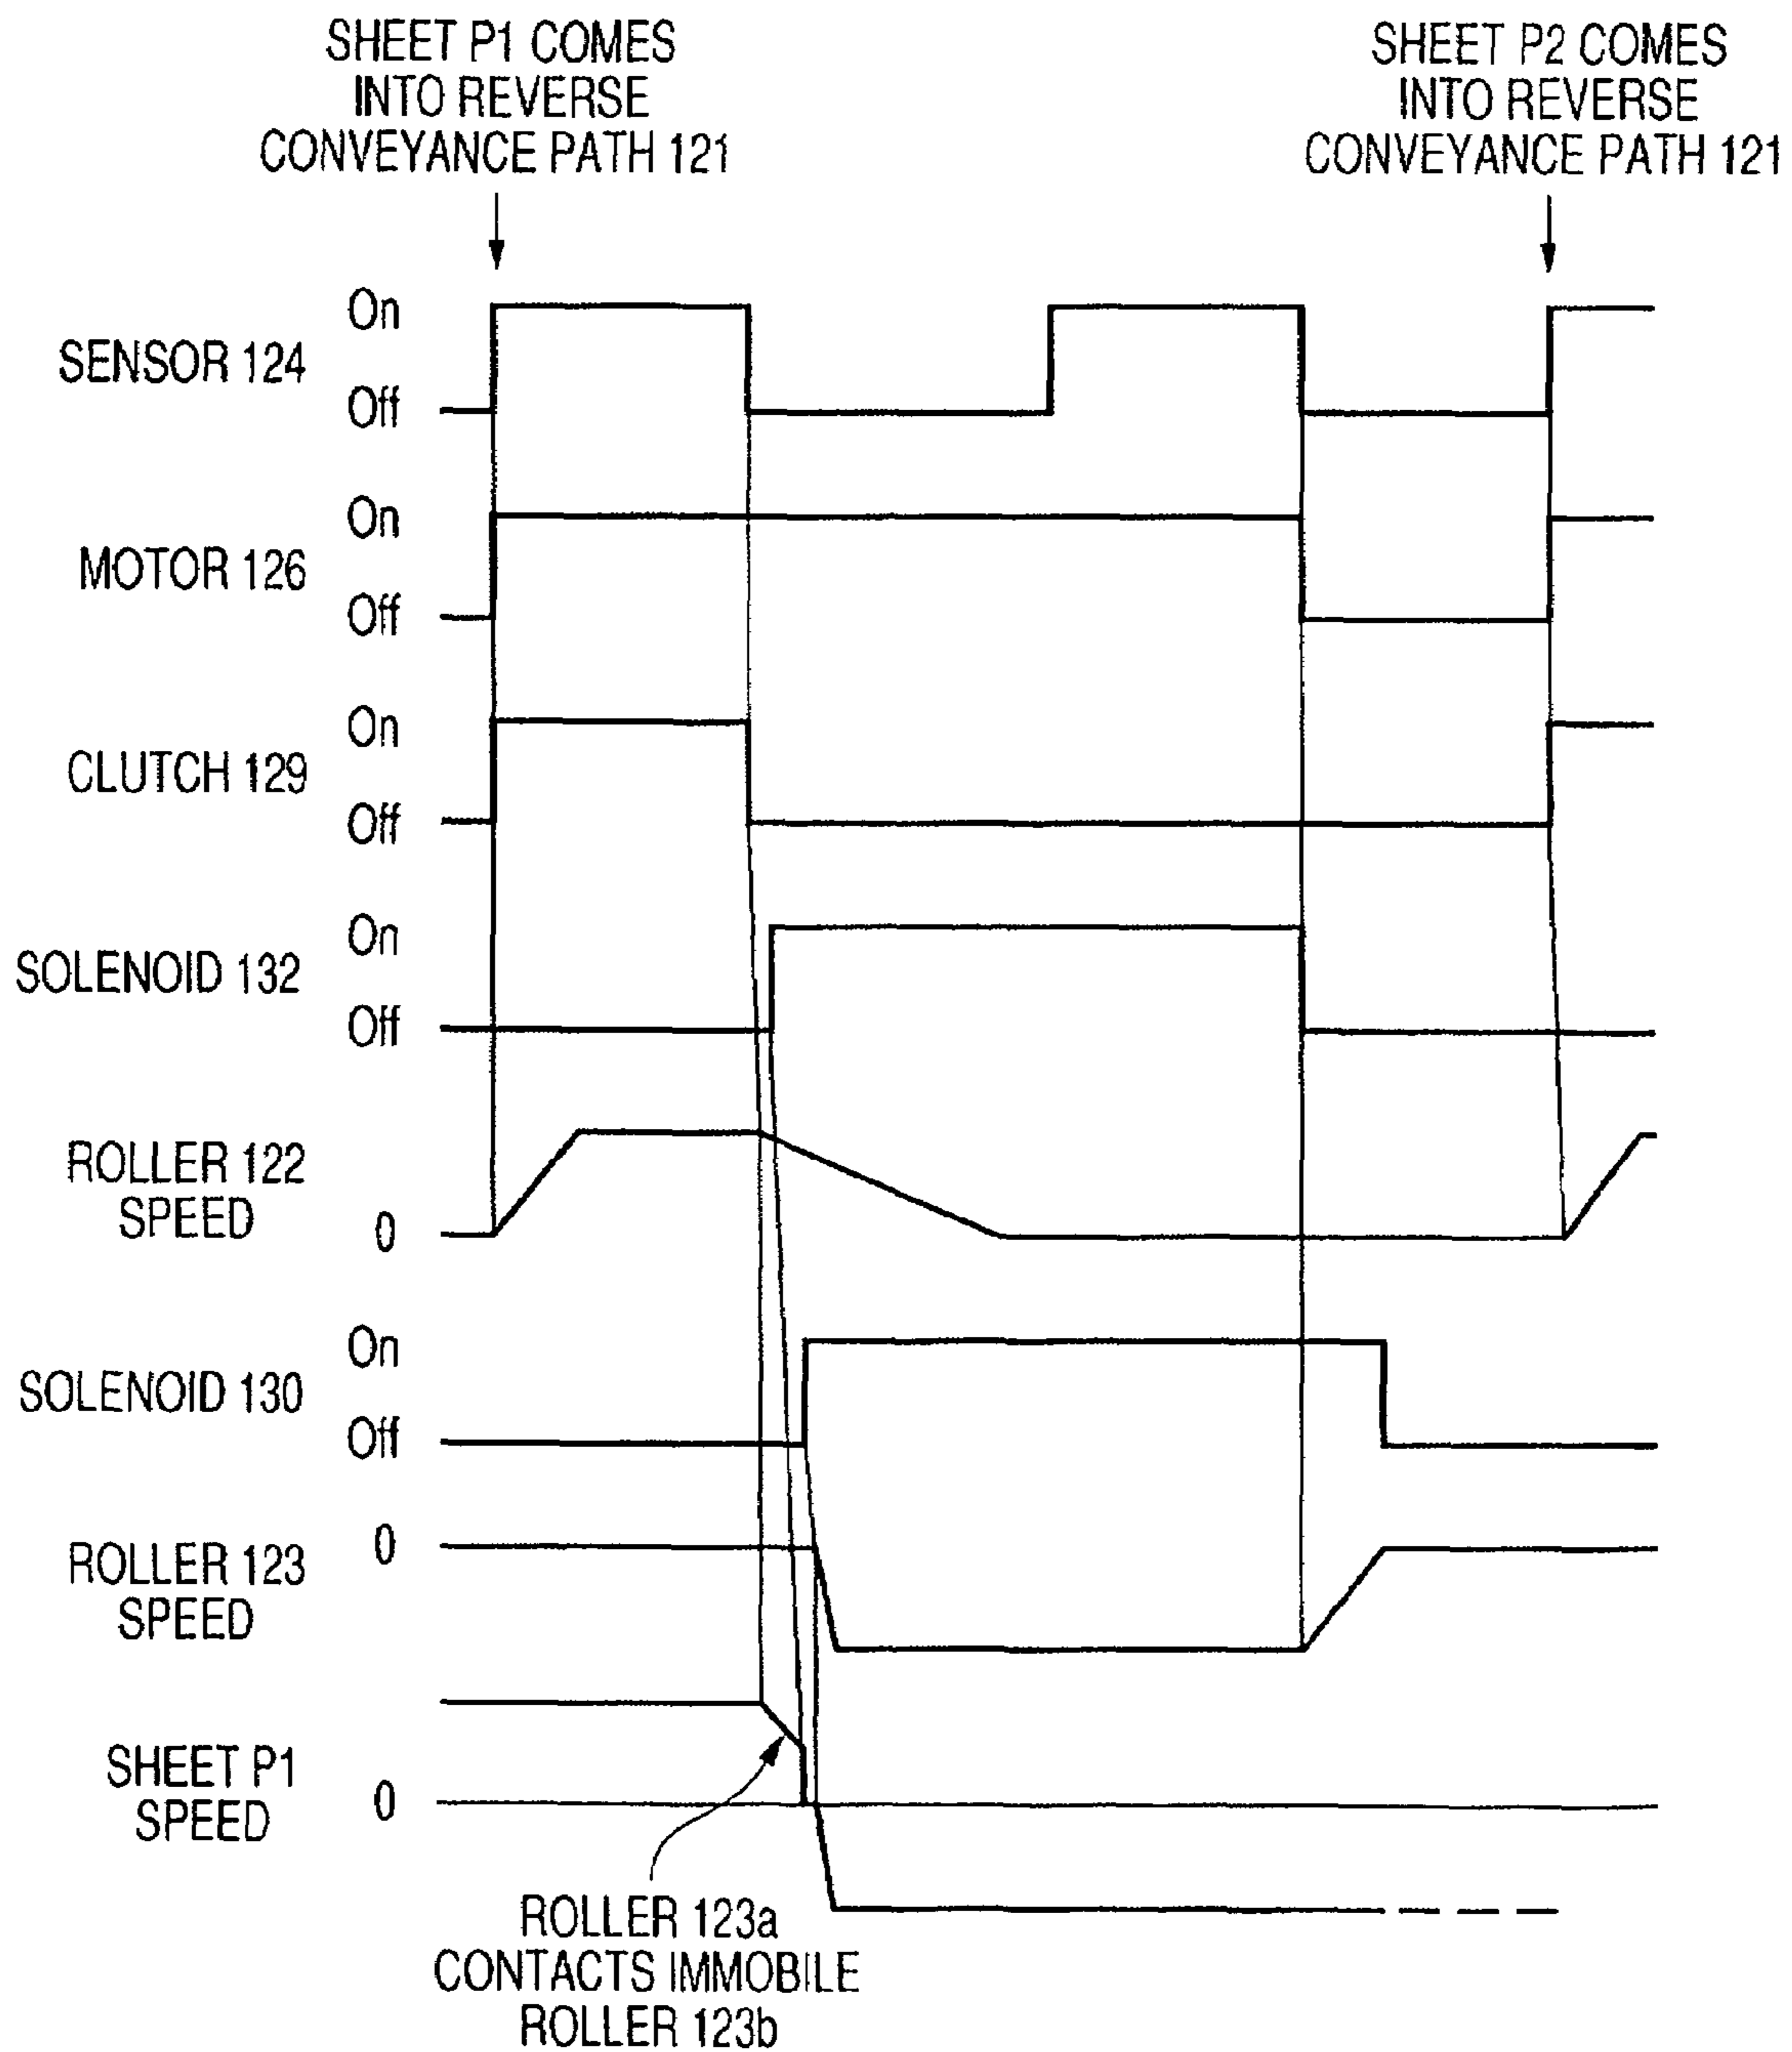 SHEET P1 COMES
INTO REVERSE
CONVEYANCE PATH 121
SHEET P2 COMES
INTO REVERSE
CONVEYANCE PATH 121
On
SENSOR 124
Off
On
MOTOR 126
Off
On
CLUTCH 129
Off
On
SOLENOID 132
Off
ROLLER 122
SPEED
0
On
SOLENOID 130
Off
0
ROLLER 123
SPEED
SHEET P1
SPEED
0
ROLLER 123a
CONTACTS IMMOBILE
ROLLER 123b